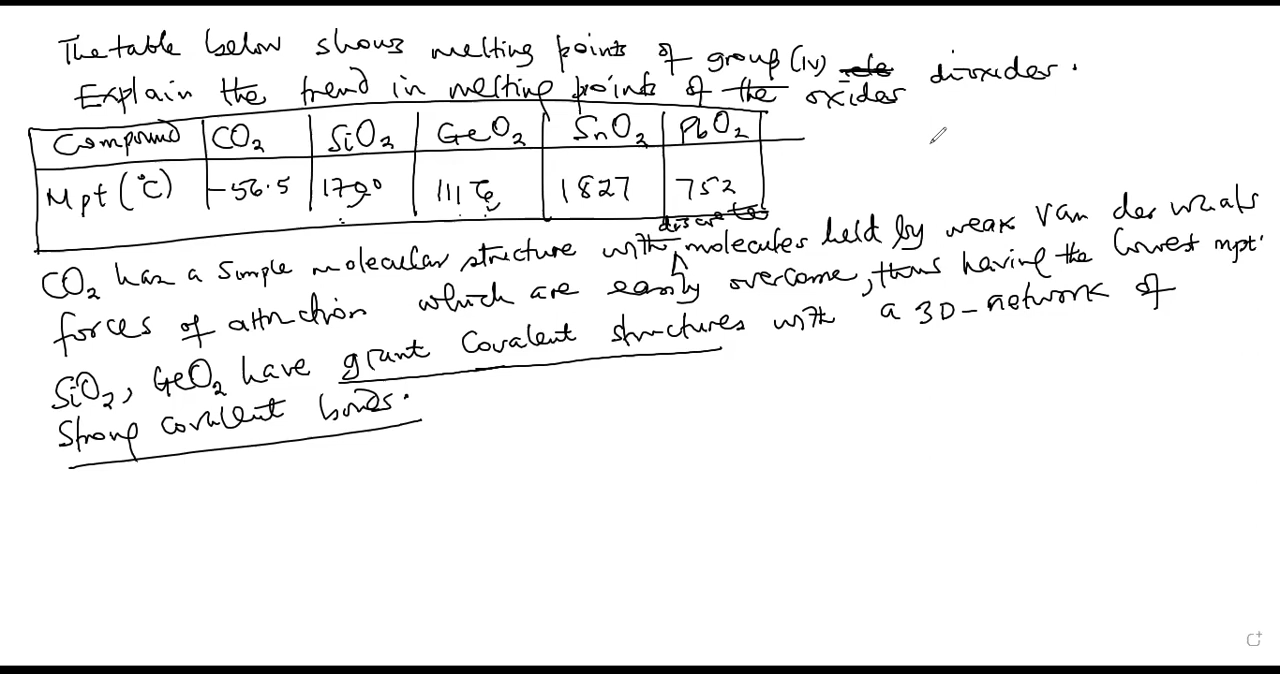 The table below shows melting points of group (iv) dioxides.
Explain the trend in melting points of the oxides
Compound CO2 SiO2 GeO2 SnO2 PbO2
Mpt (°C) -56.5 1827 752
discrete
CO2 has a simple molecular structure with molecules held by weak Van der waals
forces of attraction which are easily overcome, thus having the lowest mpt.
SiO2, GeO2 have giant covalent structures with a 3D-network of
strong covalent bonds.